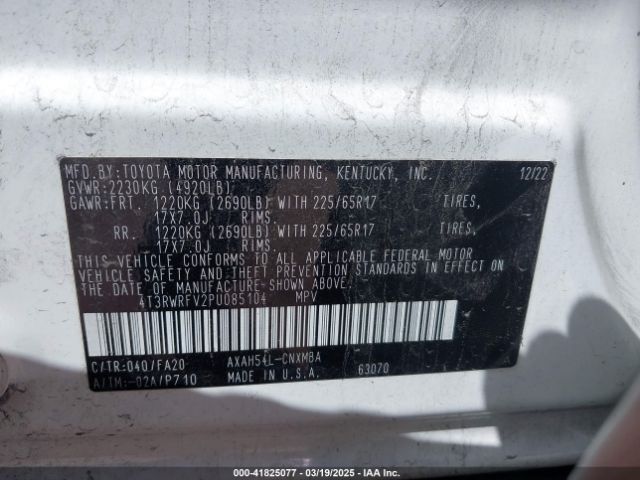 MFD.BY:TOYOTA MOTOR MANUFACTURING, KENTUCKY, INC. 12/22
GVWR:2230KG (4920LB)
GAWR:FRT. 1220KG (2690LB) WITH 225/65R17 TIRES,
17X7.0J RIMS.
RR. 1220KG (2690LB) WITH 225/65R17 TIRES,
17X7.0J RIMS.
THIS VEHICLE CONFORMS TO ALL APPLICABLE FEDERAL MOTOR
VEHICLE SAFETY AND THEFT PREVENTION STANDARDS IN EFFECT
ON THE DATE OF MANUFACTURE SHOWN ABOVE.
4T3RWRFV2PU085104 MPV
C/TR:040/FA20 AXAH54L-CNXMBA
A/TM:-02A/P710 MADE IN U.S.A. 63070
000-41825077 — 03/19/2025 — IAA Inc.